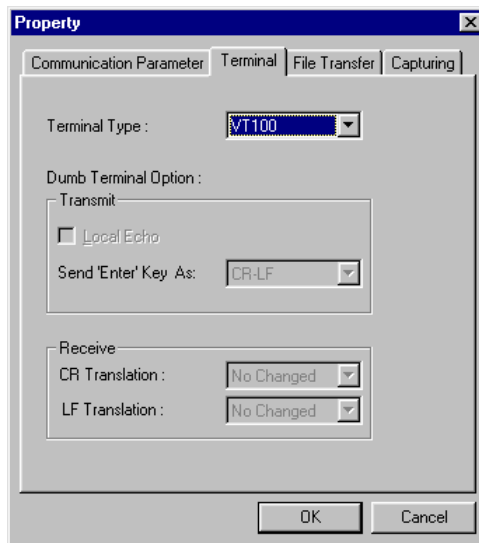 Property
Communication Parameter Terminal File Transfer Capturing
Terminal Type : VT100
Dumb Terminal Option :
Transmit
Local Echo
Send 'Enter' Key As: CR-LF
Receive
CR Translation : No Changed
LF Translation : No Changed
OK Cancel